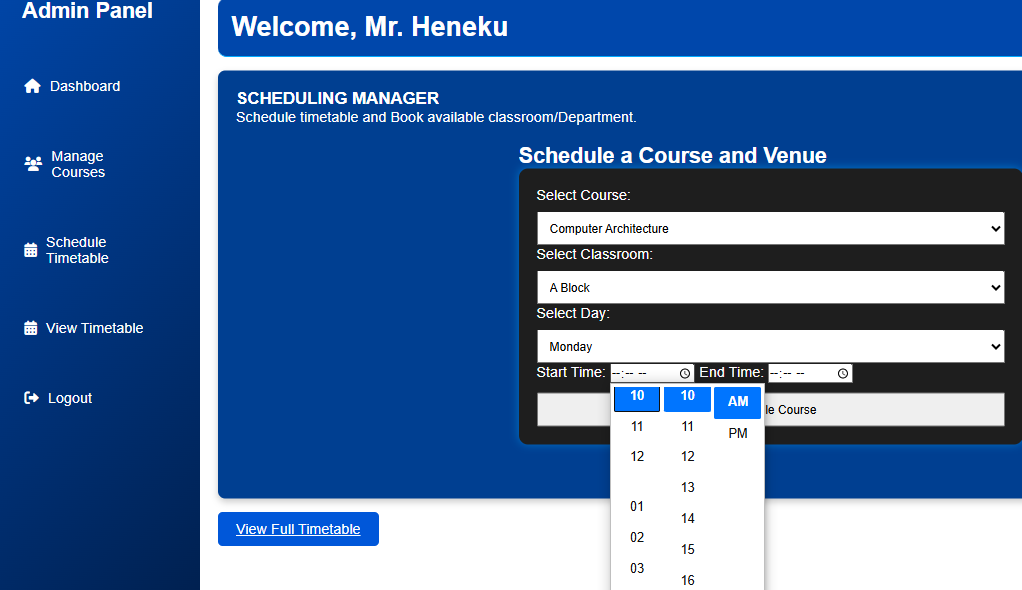 Admin Panel
Dashboard
Manage
Courses
Schedule
Timetable
View Timetable
Logout
Welcome, Mr. Heneku
SCHEDULING MANAGER
Schedule timetable and Book available classroom/Department.
Schedule a Course and Venue
Select Course:
Computer Architecture
Select Classroom:
A Block
Select Day:
Monday
Start Time: --:-- -- End Time: --:-- --
le Course
10 10 AM
11 11 PM
12 12
13
01 14
02 15
03 16
View Full Timetable